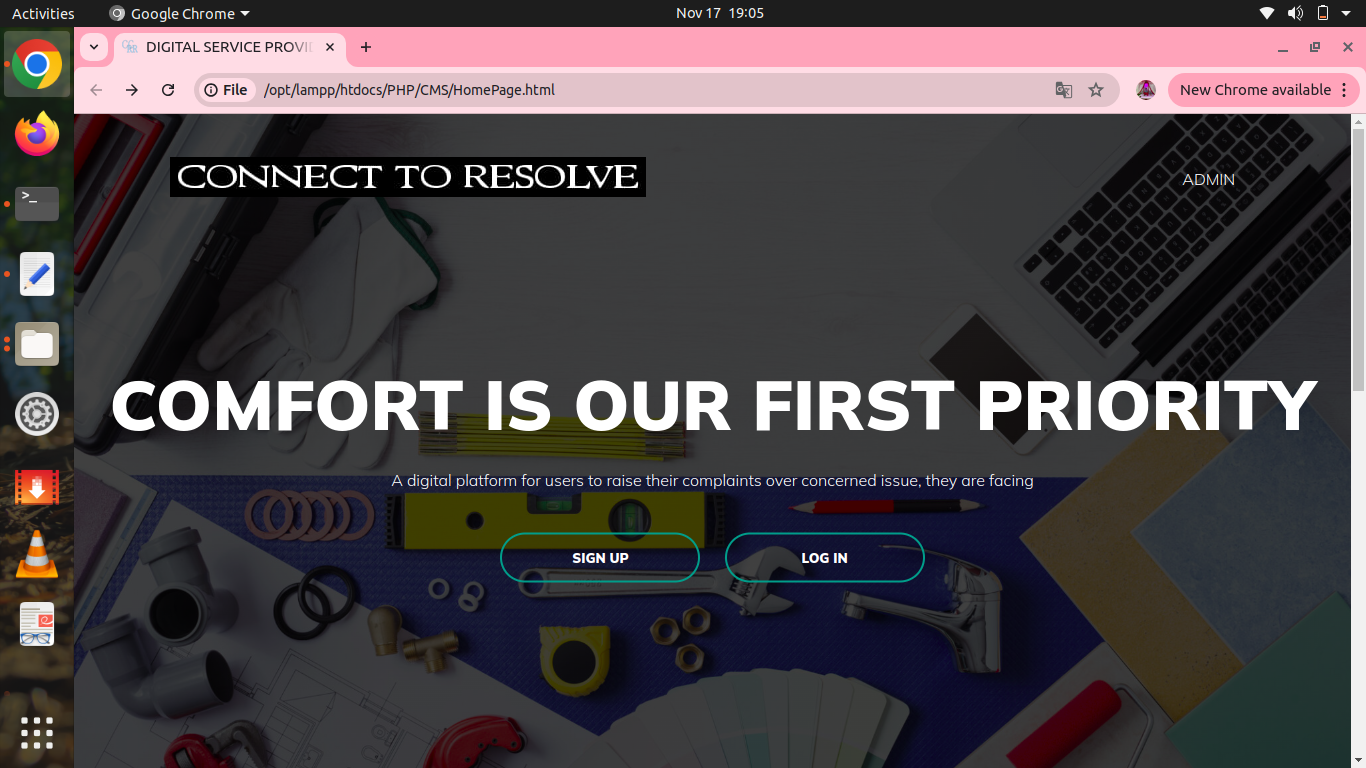 Activities
Google Chrome
Nov 17 19:05
DIGITAL SERVICE PROVI
File
/opt/lampp/htdocs/PHP/CMS/HomePage.html
New Chrome available
CONNECT TO RESOLVE
ADMIN
COMFORT IS OUR FIRST PRIORITY
A digital platform for users to raise their complaints over concerned issue, they are facing
SIGN UP
LOG IN